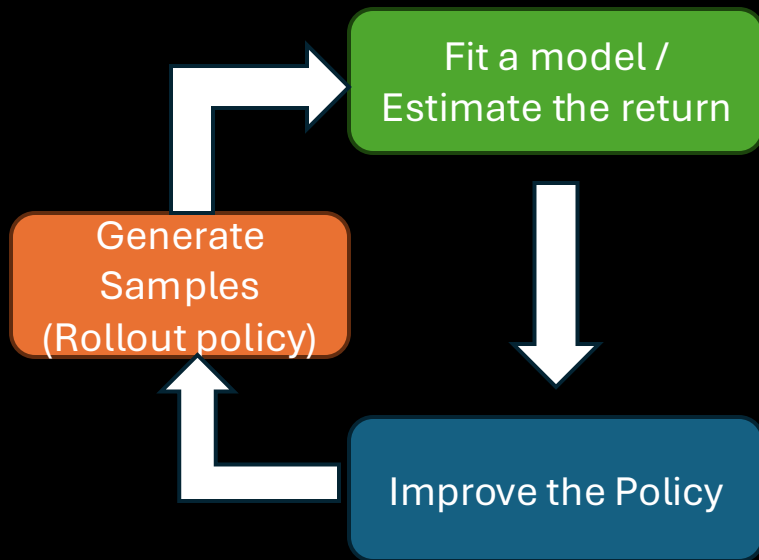 Fit a model /
Estimate the return
Generate
Samples
(Rollout policy)
Improve the Policy